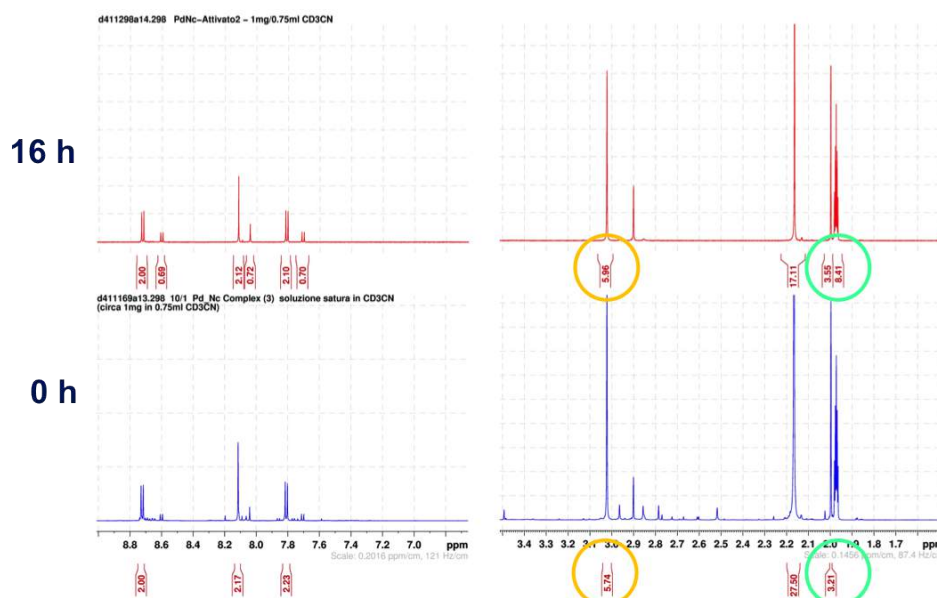 d411298a14.298 PdNc-Attivato2 - 1mg/0.75ml CD3CN
16 h
2.00 0.69 2.12 0.72 2.10 0.70
5.96 17.11 3.55 8.41
d411169a13.298 10/1 Pd_Nc Complex (3) soluzione satura in CD3CN
(circa 1mg in 0.75ml CD3CN)
0 h
8.8 8.6 8.4 8.2 8.0 7.8 7.6 7.4 7.2 7.0 ppm
Scale: 0.2016 ppm/cm, 121 Hz/cm
3.4 3.3 3.2 3.1 3.0 2.9 2.8 2.7 2.6 2.5 2.4 2.3 2.2 2.1 2.0 1.9 1.8 1.7 ppm
Scale: 0.1456 ppm/cm, 87.4 Hz/c
2.00 2.17 2.23
5.74 27.50 3.21